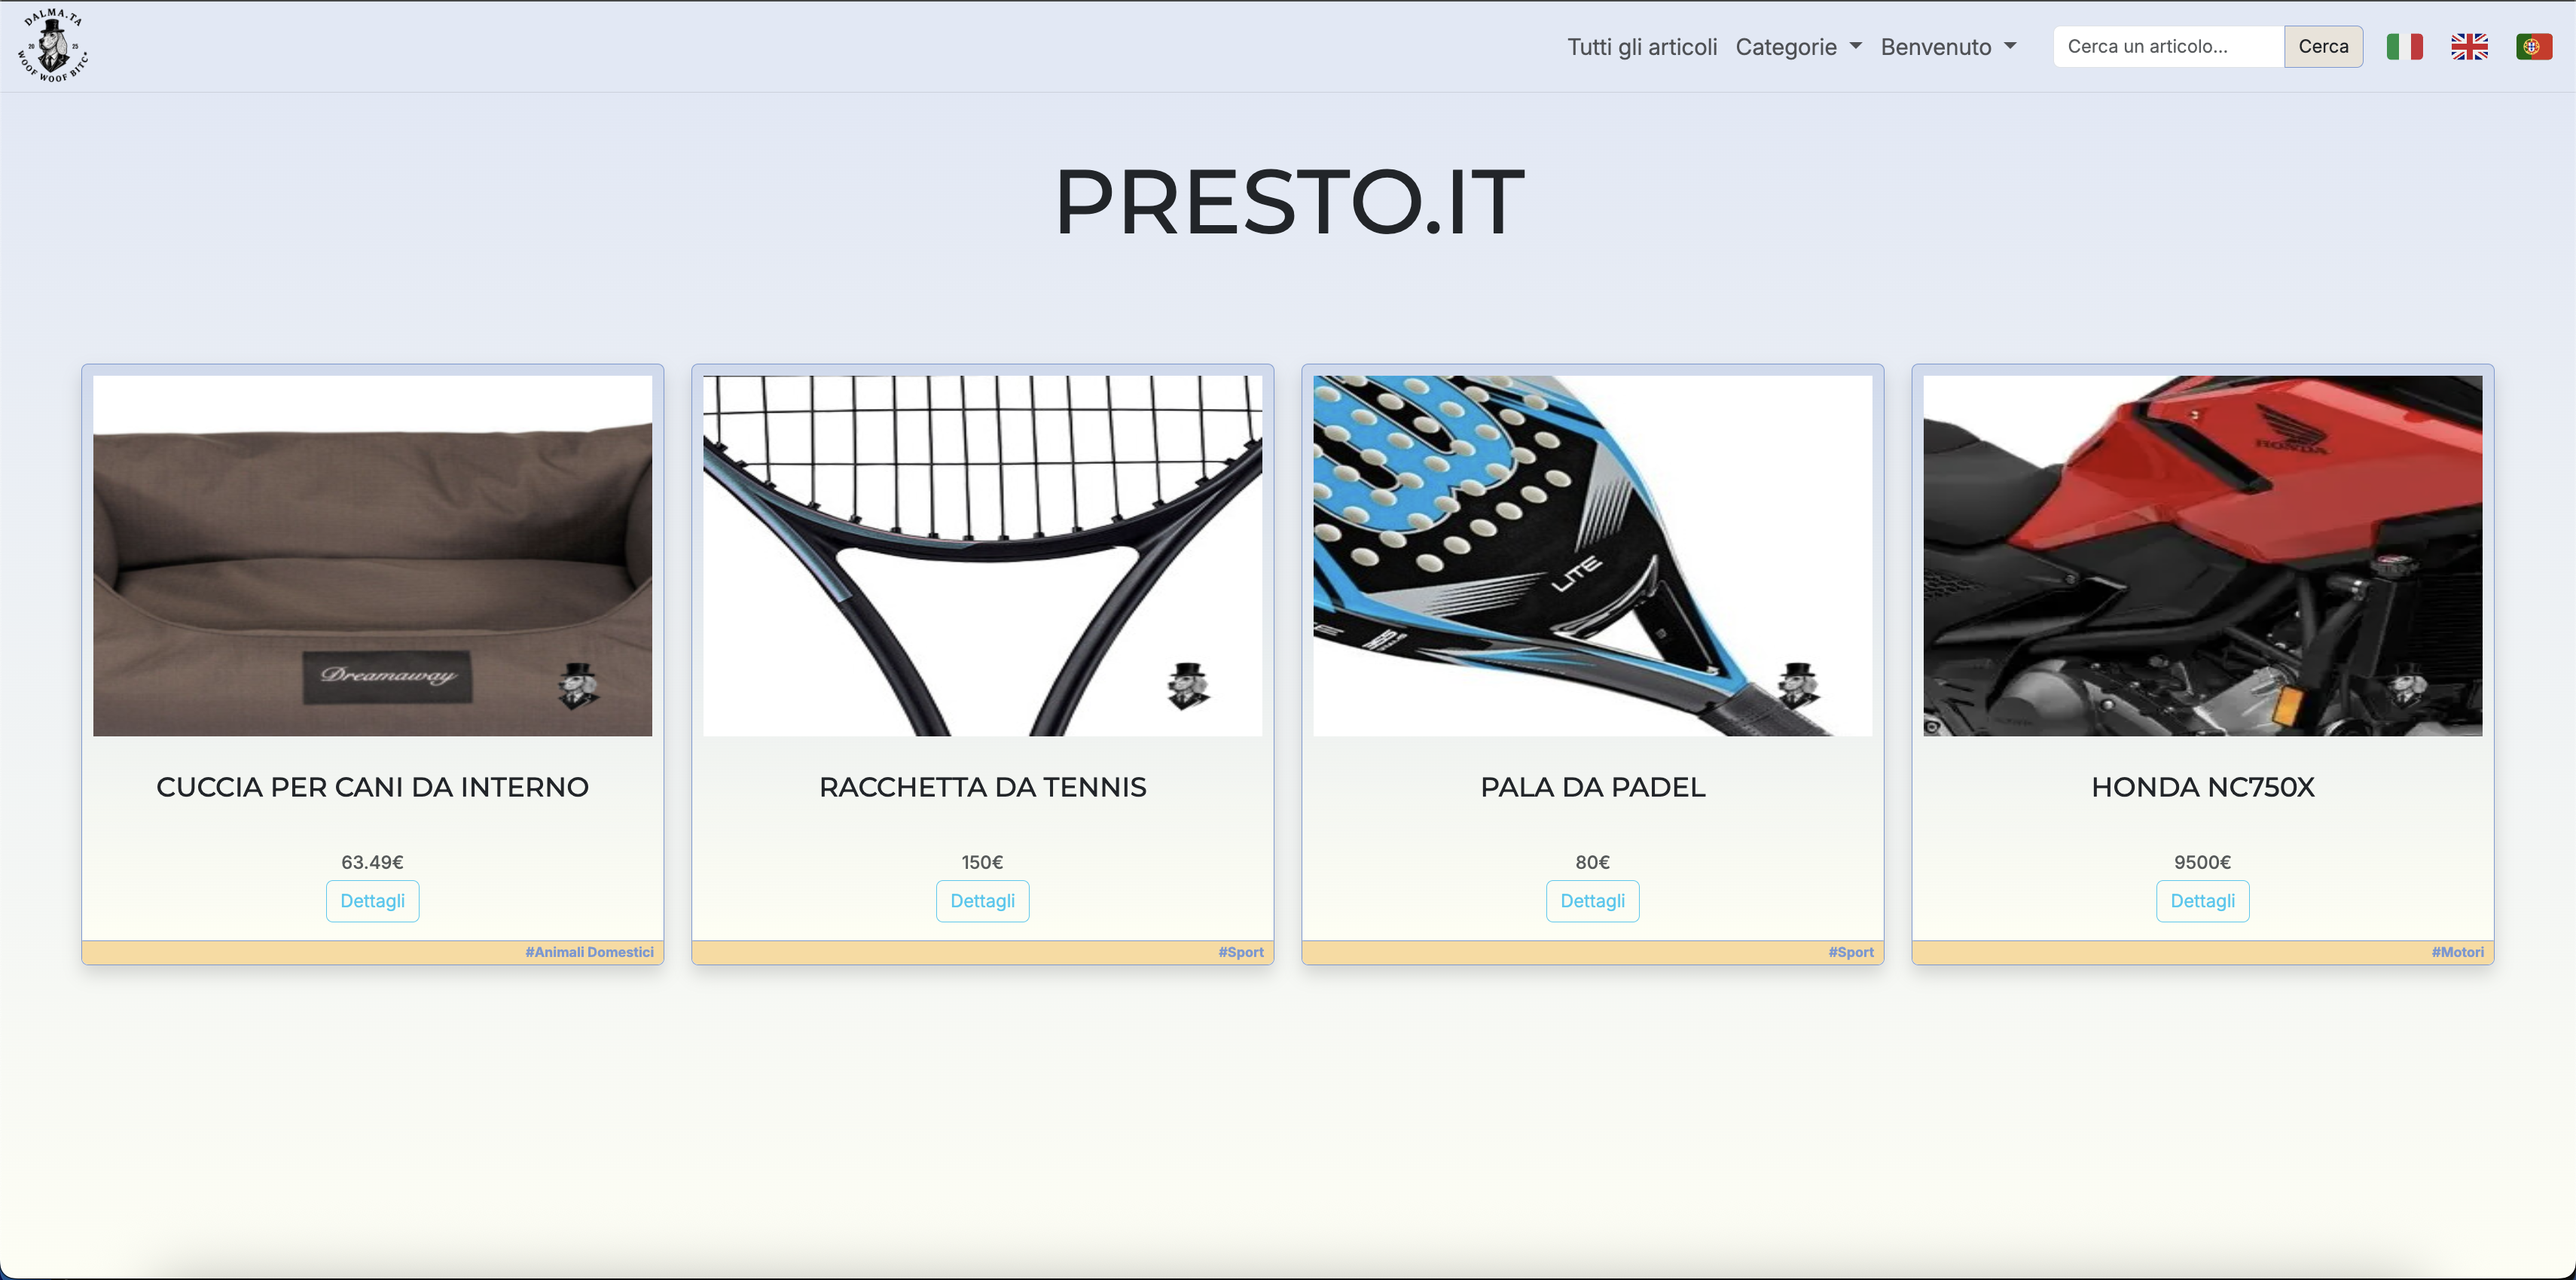 DALMA.TA
20 25
WOOF WOOF BITC*
Tutti gli articoli Categorie Benvenuto Cerca un articolo... Cerca
PRESTO.IT
HONDA
LITE
Dreamaway
CUCCIA PER CANI DA INTERNO RACCHETTA DA TENNIS PALA DA PADEL HONDA NC750X
63.49€ 150€ 80€ 9500€
Dettagli Dettagli Dettagli Dettagli
#Animali Domestici #Sport #Sport #Motori